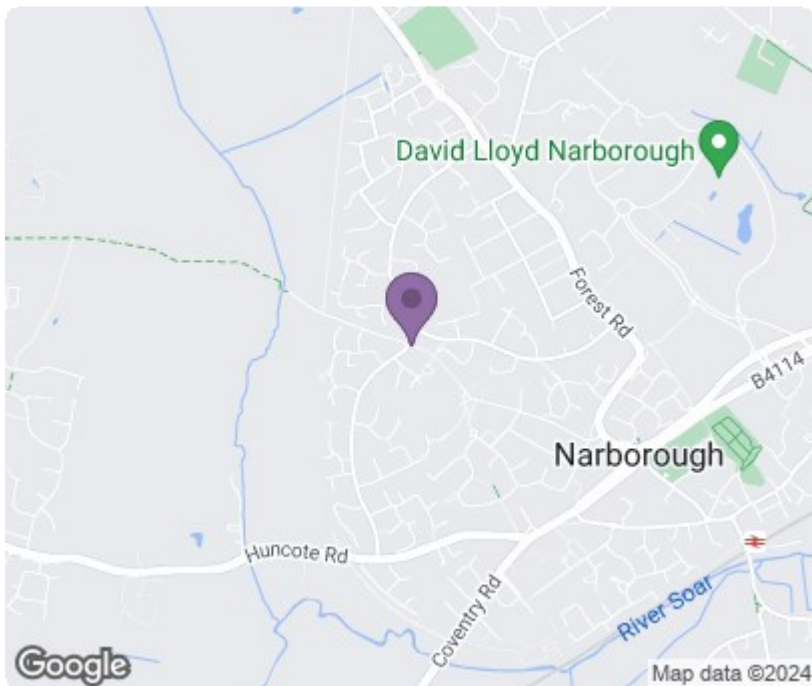 David Lloyd Narborough
Forest Rd
B4114
Narborough
Huncote Rd
Coventry Rd
River Soar
Google
Map data ©2024